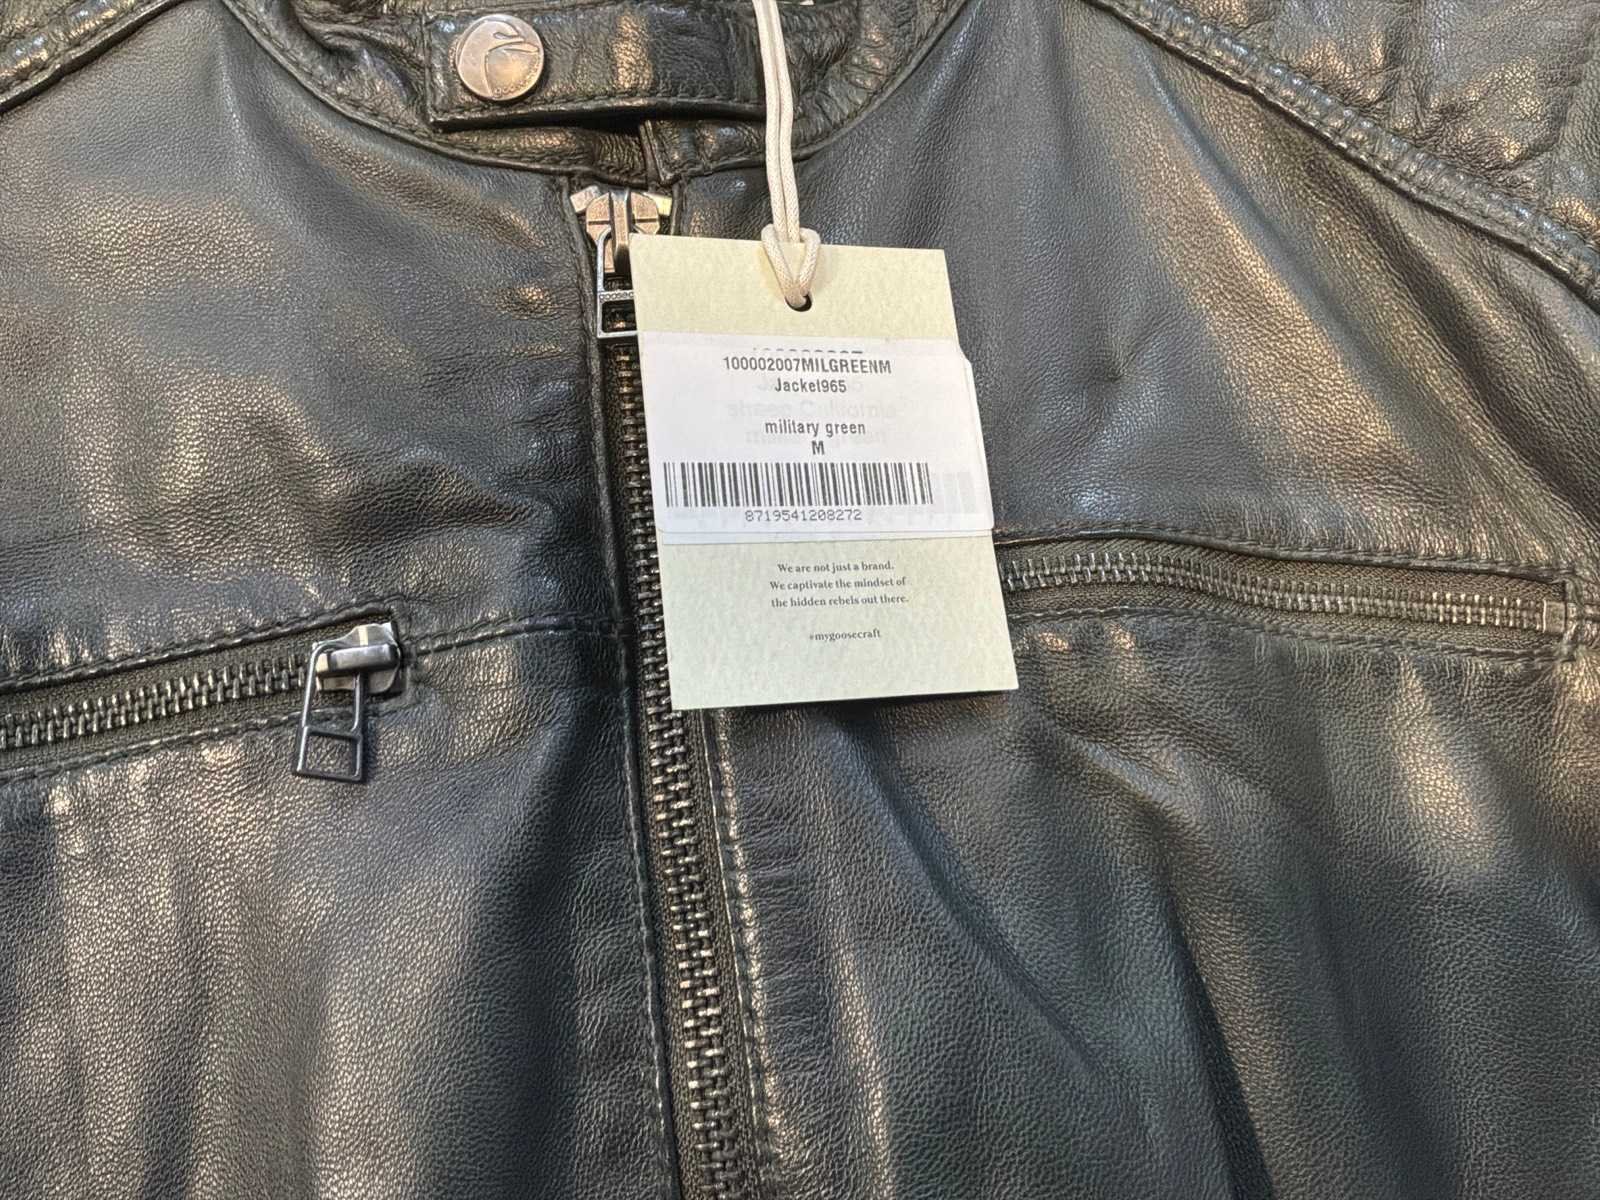 100002007MILGREENM
Jacket965
military green
M
8719541208272
We are not just a brand.
We captivate the mindset of
the hidden rebels out there.
#mygoosecraft